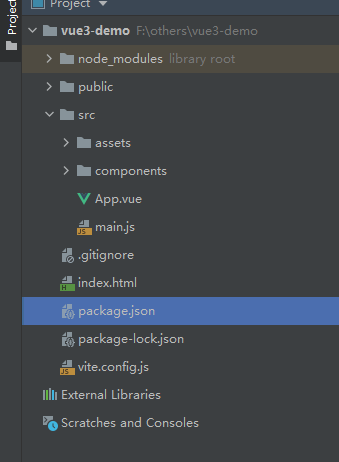 Project
Project
vue3-demo F:\others\vue3-demo
node_modules library root
public
src
assets
components
App.vue
main.js
.gitignore
index.html
package.json
package-lock.json
vite.config.js
External Libraries
Scratches and Consoles